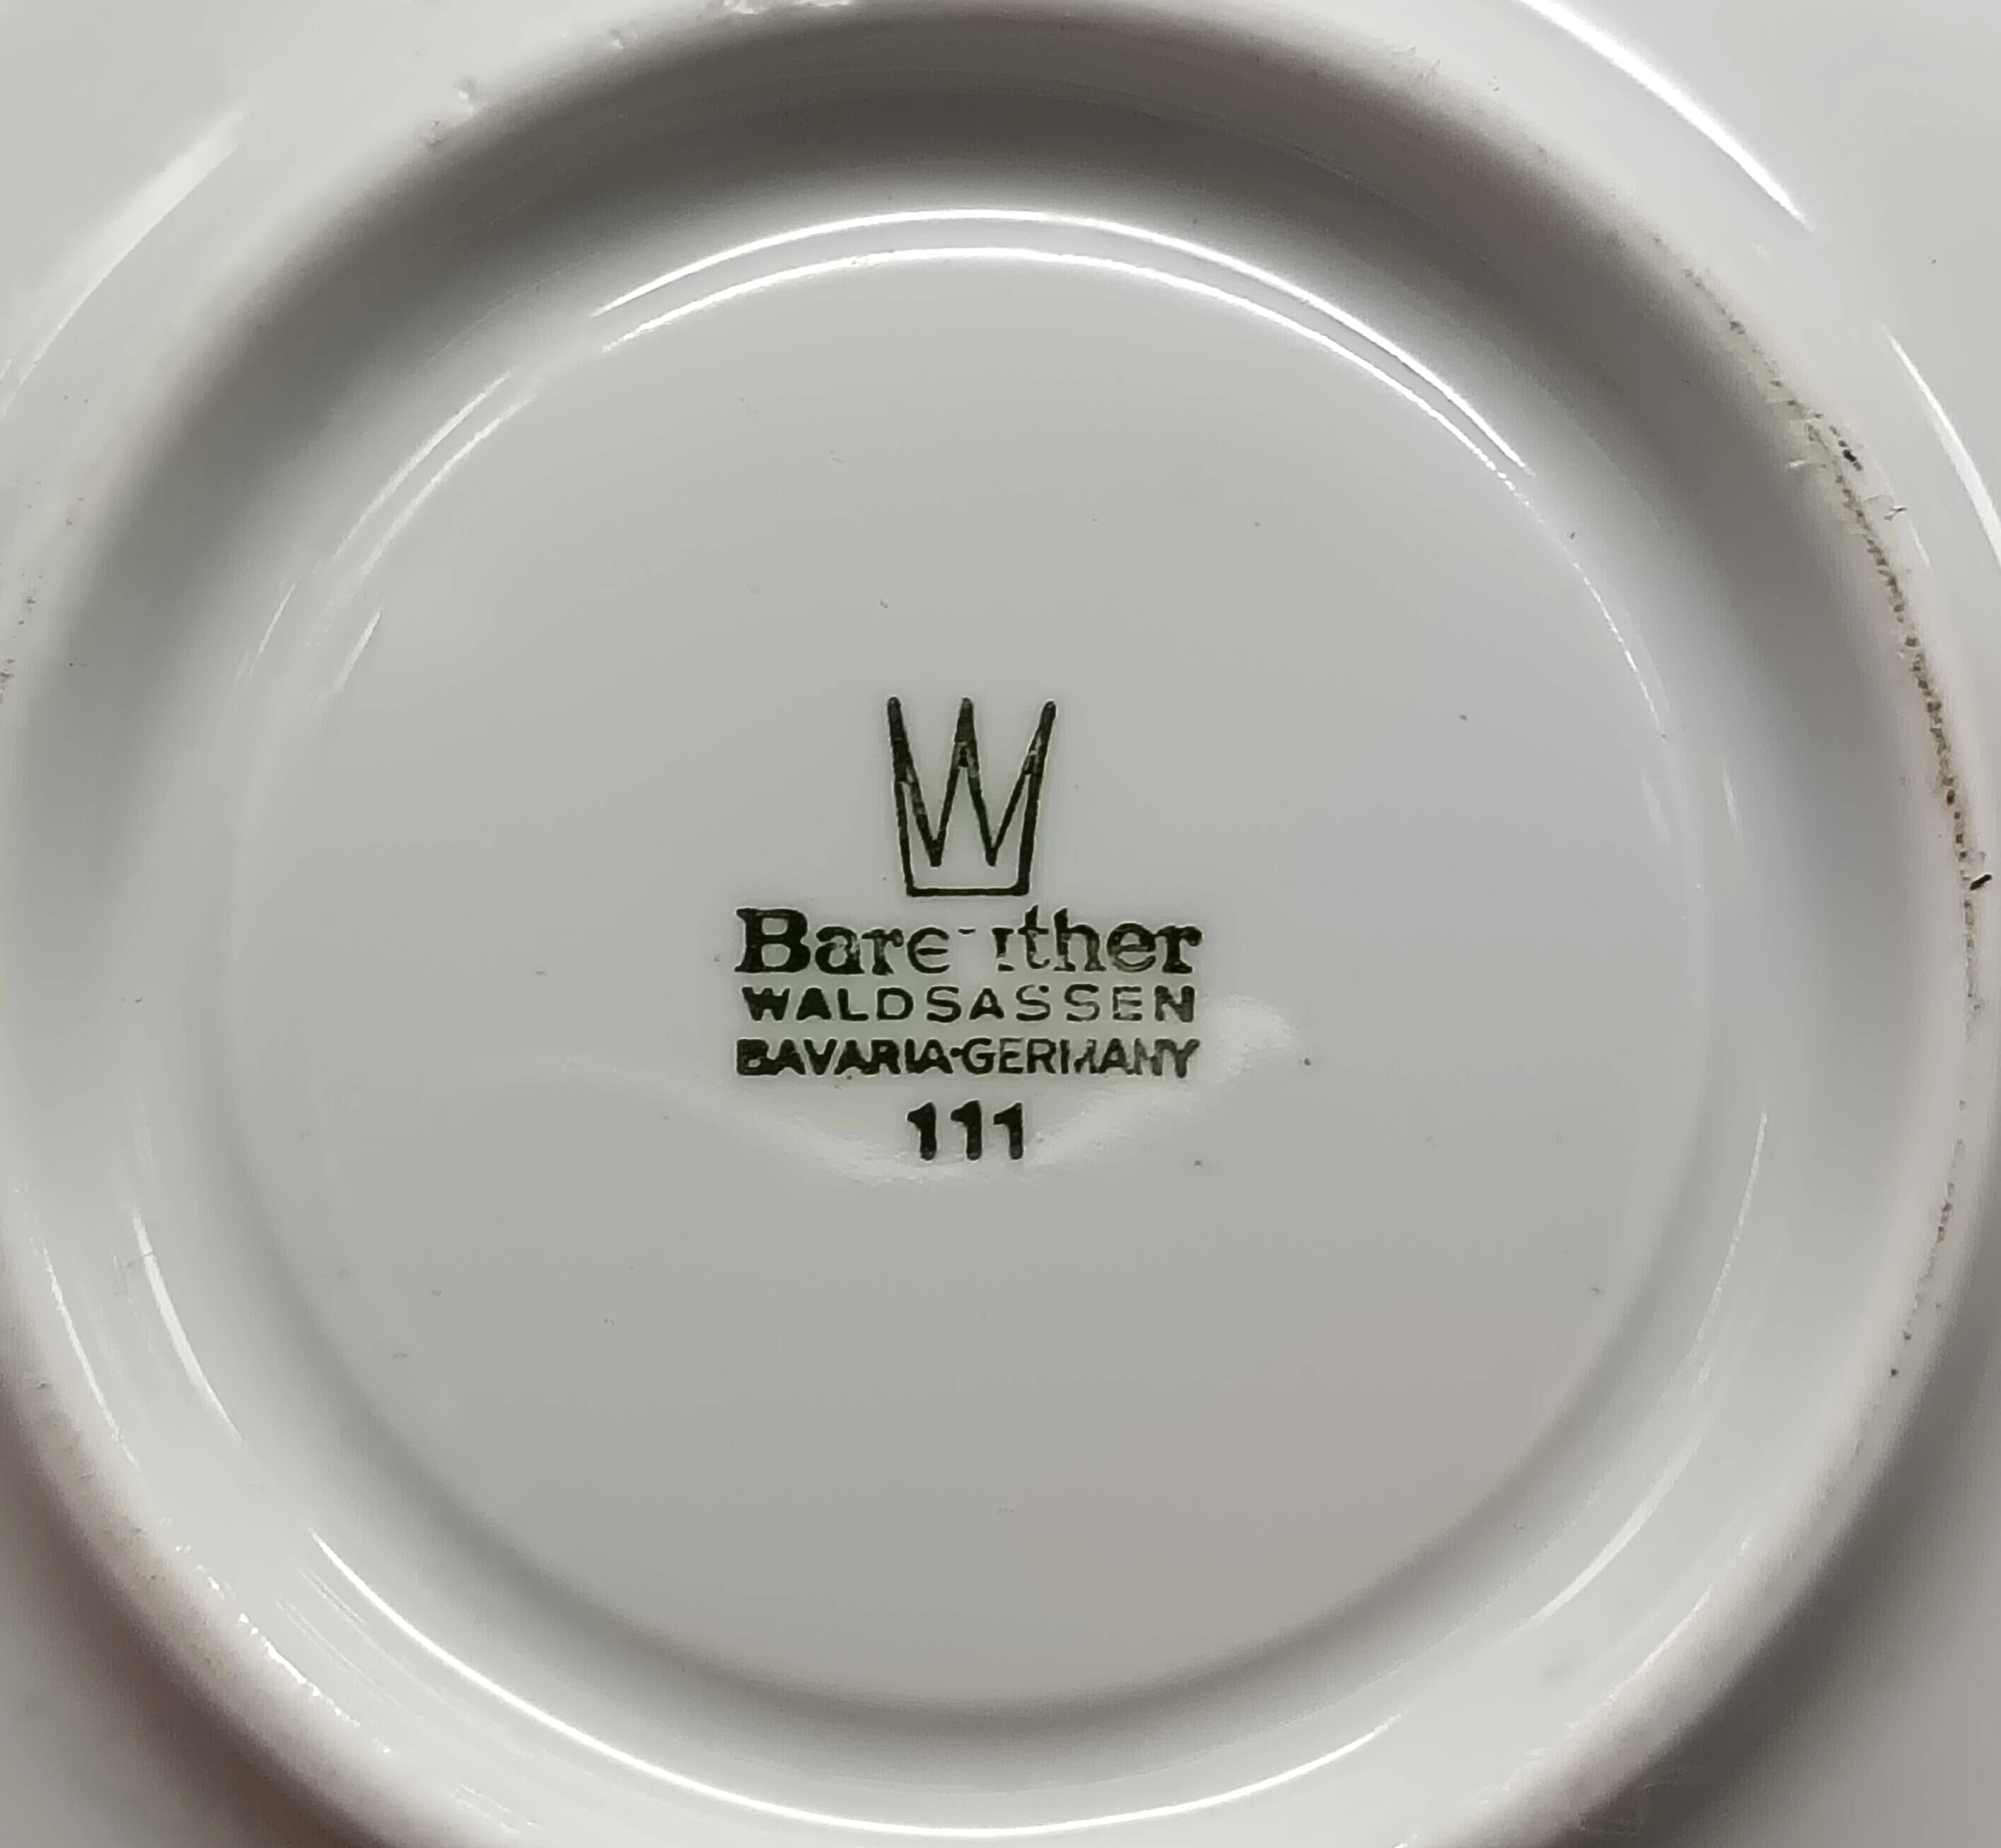 Bareuther
WALDSASSEN
BAVARIA·GERMANY
111